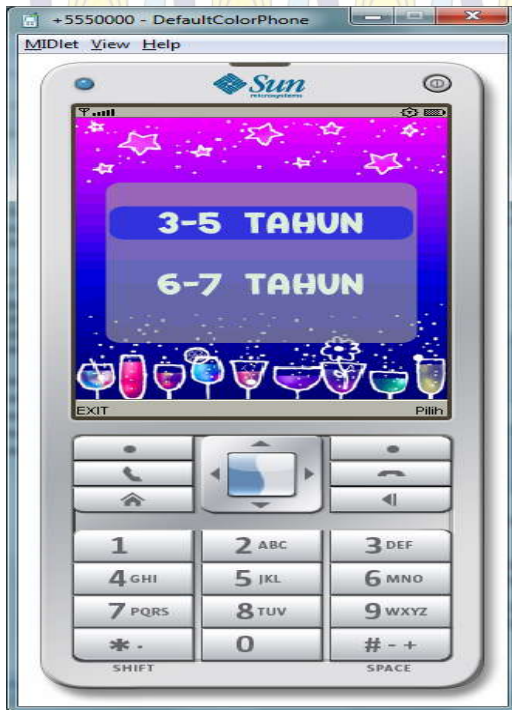 +5550000 - DefaultColorPhone
MIDlet View Help
Sun
microsystems
3-5 TAHUN
6-7 TAHUN
EXIT Pilih
1 2 ABC 3 DEF
4 GHI 5 JKL 6 MNO
7 PQRS 8 TUV 9 WXYZ
* . 0 # - +
SHIFT SPACE